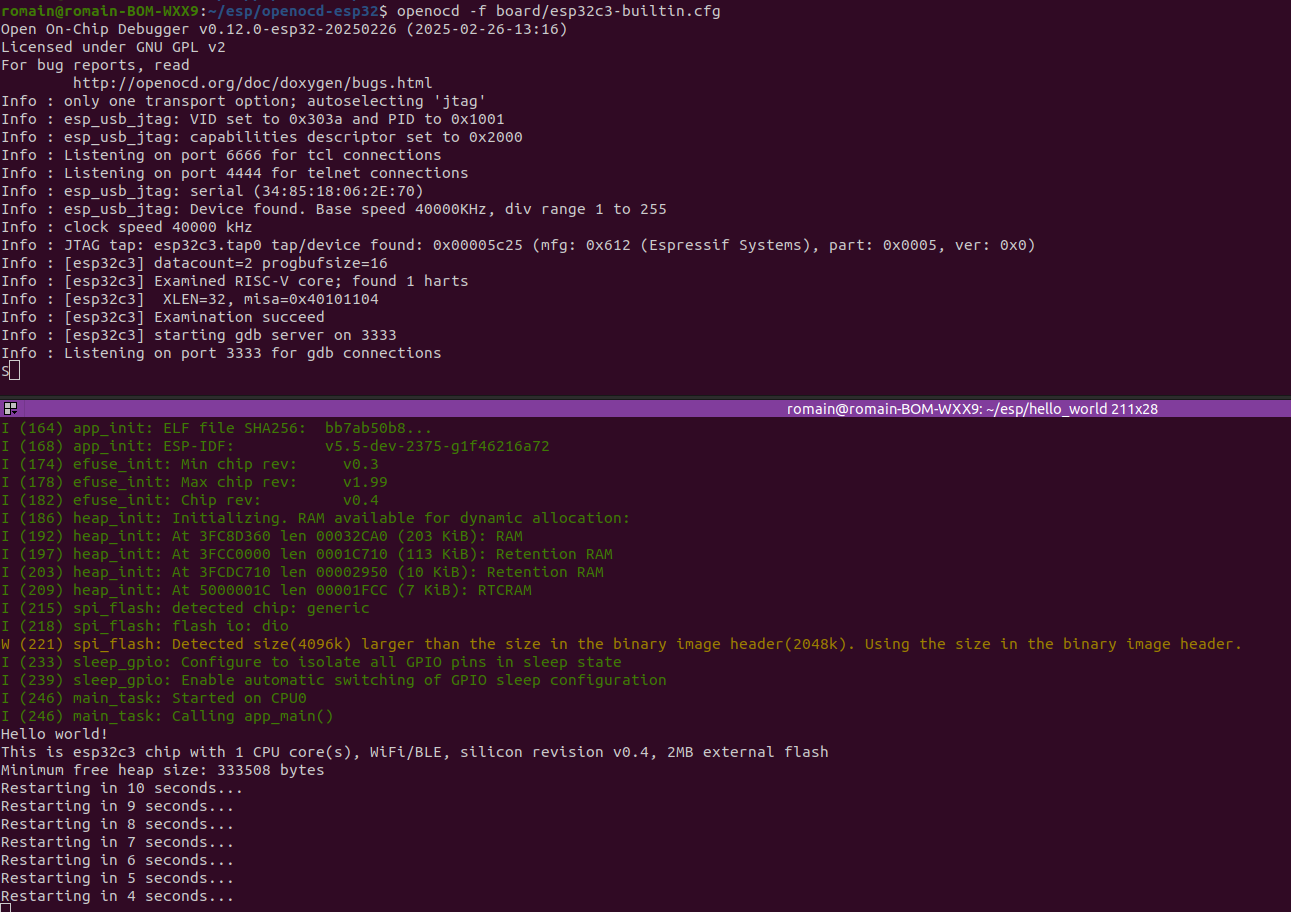 romain@romain-BOM-WXX9:~/esp/openocd-esp32$ openocd -f board/esp32c3-builtin.cfg
Open On-Chip Debugger v0.12.0-esp32-20250226 (2025-02-26-13:16)
Licensed under GNU GPL v2
For bug reports, read
        http://openocd.org/doc/doxygen/bugs.html
Info : only one transport option; autoselecting 'jtag'
Info : esp_usb_jtag: VID set to 0x303a and PID to 0x1001
Info : esp_usb_jtag: capabilities descriptor set to 0x2000
Info : Listening on port 6666 for tcl connections
Info : Listening on port 4444 for telnet connections
Info : esp_usb_jtag: serial (34:85:18:06:2E:70)
Info : esp_usb_jtag: Device found. Base speed 40000KHz, div range 1 to 255
Info : clock speed 40000 kHz
Info : JTAG tap: esp32c3.tap0 tap/device found: 0x00005c25 (mfg: 0x612 (Espressif Systems), part: 0x0005, ver: 0x0)
Info : [esp32c3] datacount=2 progbufsize=16
Info : [esp32c3] Examined RISC-V core; found 1 harts
Info : [esp32c3]  XLEN=32, misa=0x40101104
Info : [esp32c3] Examination succeed
Info : [esp32c3] starting gdb server on 3333
Info : Listening on port 3333 for gdb connections
S
romain@romain-BOM-WXX9: ~/esp/hello_world 211x28
I (164) app_init: ELF file SHA256:  bb7ab50b8...
I (168) app_init: ESP-IDF:          v5.5-dev-2375-g1f46216a72
I (174) efuse_init: Min chip rev:     v0.3
I (178) efuse_init: Max chip rev:     v1.99
I (182) efuse_init: Chip rev:         v0.4
I (186) heap_init: Initializing. RAM available for dynamic allocation:
I (192) heap_init: At 3FC8D360 len 00032CA0 (203 KiB): RAM
I (197) heap_init: At 3FCC0000 len 0001C710 (113 KiB): Retention RAM
I (203) heap_init: At 3FCDC710 len 00002950 (10 KiB): Retention RAM
I (209) heap_init: At 5000001C len 00001FCC (7 KiB): RTCRAM
I (215) spi_flash: detected chip: generic
I (218) spi_flash: flash io: dio
W (221) spi_flash: Detected size(4096k) larger than the size in the binary image header(2048k). Using the size in the binary image header.
I (233) sleep_gpio: Configure to isolate all GPIO pins in sleep state
I (239) sleep_gpio: Enable automatic switching of GPIO sleep configuration
I (246) main_task: Started on CPU0
I (246) main_task: Calling app_main()
Hello world!
This is esp32c3 chip with 1 CPU core(s), WiFi/BLE, silicon revision v0.4, 2MB external flash
Minimum free heap size: 333508 bytes
Restarting in 10 seconds...
Restarting in 9 seconds...
Restarting in 8 seconds...
Restarting in 7 seconds...
Restarting in 6 seconds...
Restarting in 5 seconds...
Restarting in 4 seconds...